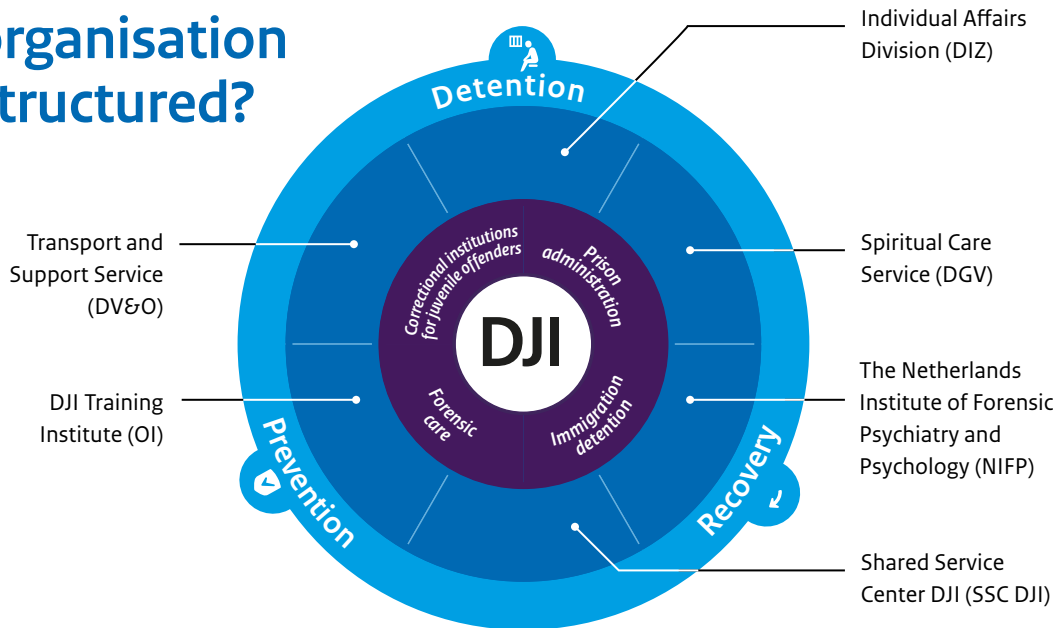 organisation
structured?
Detention
Individual Affairs
Division (DIZ)
Transport and
Support Service
(DV&O)
Correctional institutions
for juvenile offenders
Prison
administration
Spiritual Care
Service (DGV)
DJI
DJI Training
Institute (OI)
Forensic
care
Immigration
detention
The Netherlands
Institute of Forensic
Psychiatry and
Psychology (NIFP)
Prevention
Recovery
Shared Service
Center DJI (SSC DJI)